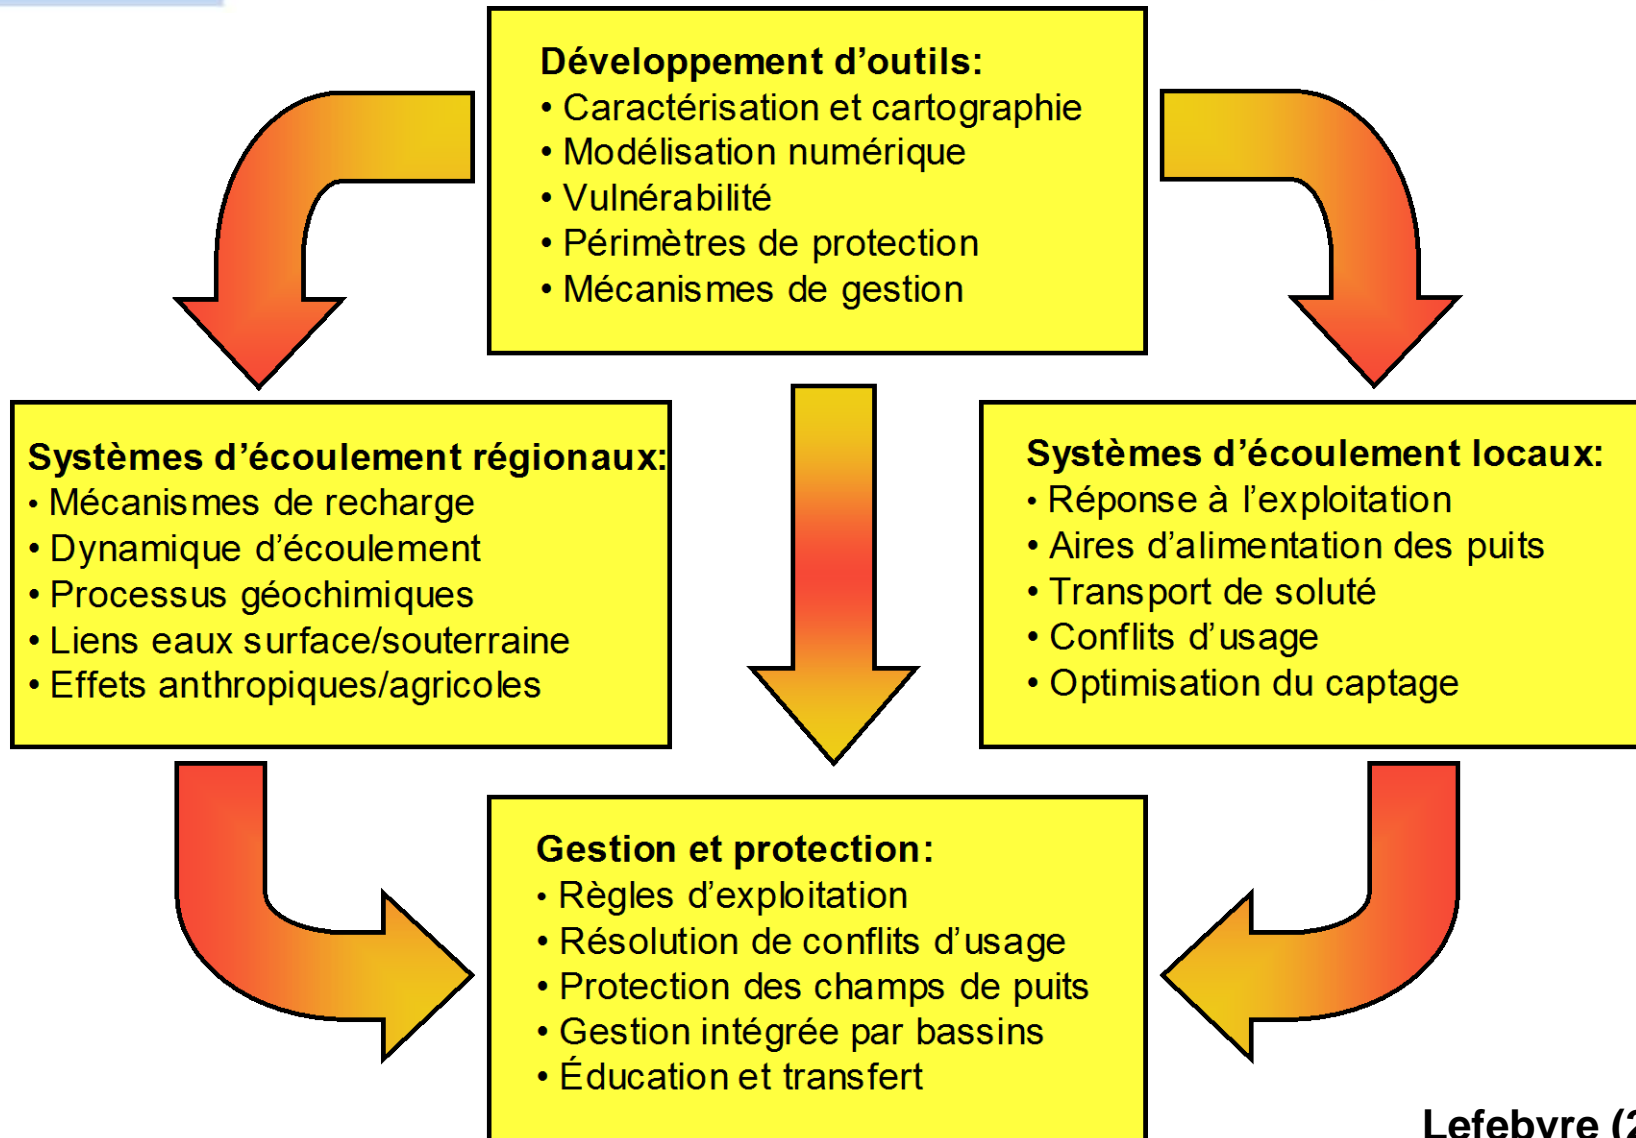 Développement d’outils:
• Caractérisation et cartographie
• Modélisation numérique
• Vulnérabilité
• Périmètres de protection
• Mécanismes de gestion
Systèmes d’écoulement régionaux:
• Mécanismes de recharge
• Dynamique d’écoulement
• Processus géochimiques
• Liens eaux surface/souterraine
• Effets anthropiques/agricoles
Systèmes d’écoulement locaux:
• Réponse à l’exploitation
• Aires d’alimentation des puits
• Transport de soluté
• Conflits d’usage
• Optimisation du captage
Gestion et protection:
• Règles d’exploitation
• Résolution de conflits d’usage
• Protection des champs de puits
• Gestion intégrée par bassins
• Éducation et transfert
Lefebvre (2